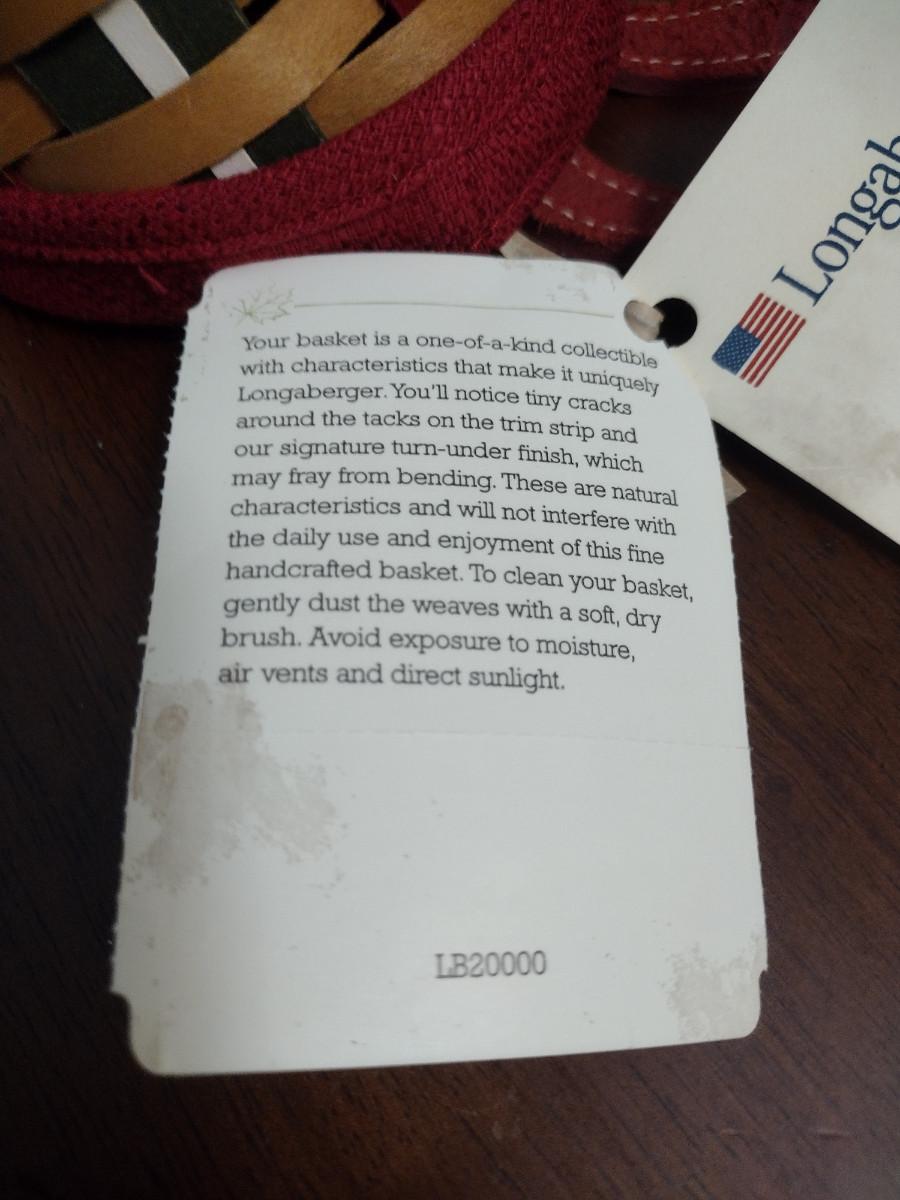 Longab
Your basket is a one-of-a-kind collectible
with characteristics that make it uniquely
Longaberger. You'll notice tiny cracks
around the tacks on the trim strip and
our signature turn-under finish, which
may fray from bending. These are natural
characteristics and will not interfere with
the daily use and enjoyment of this fine
handcrafted basket. To clean your basket,
gently dust the weaves with a soft, dry
brush. Avoid exposure to moisture,
air vents and direct sunlight.
LB20000